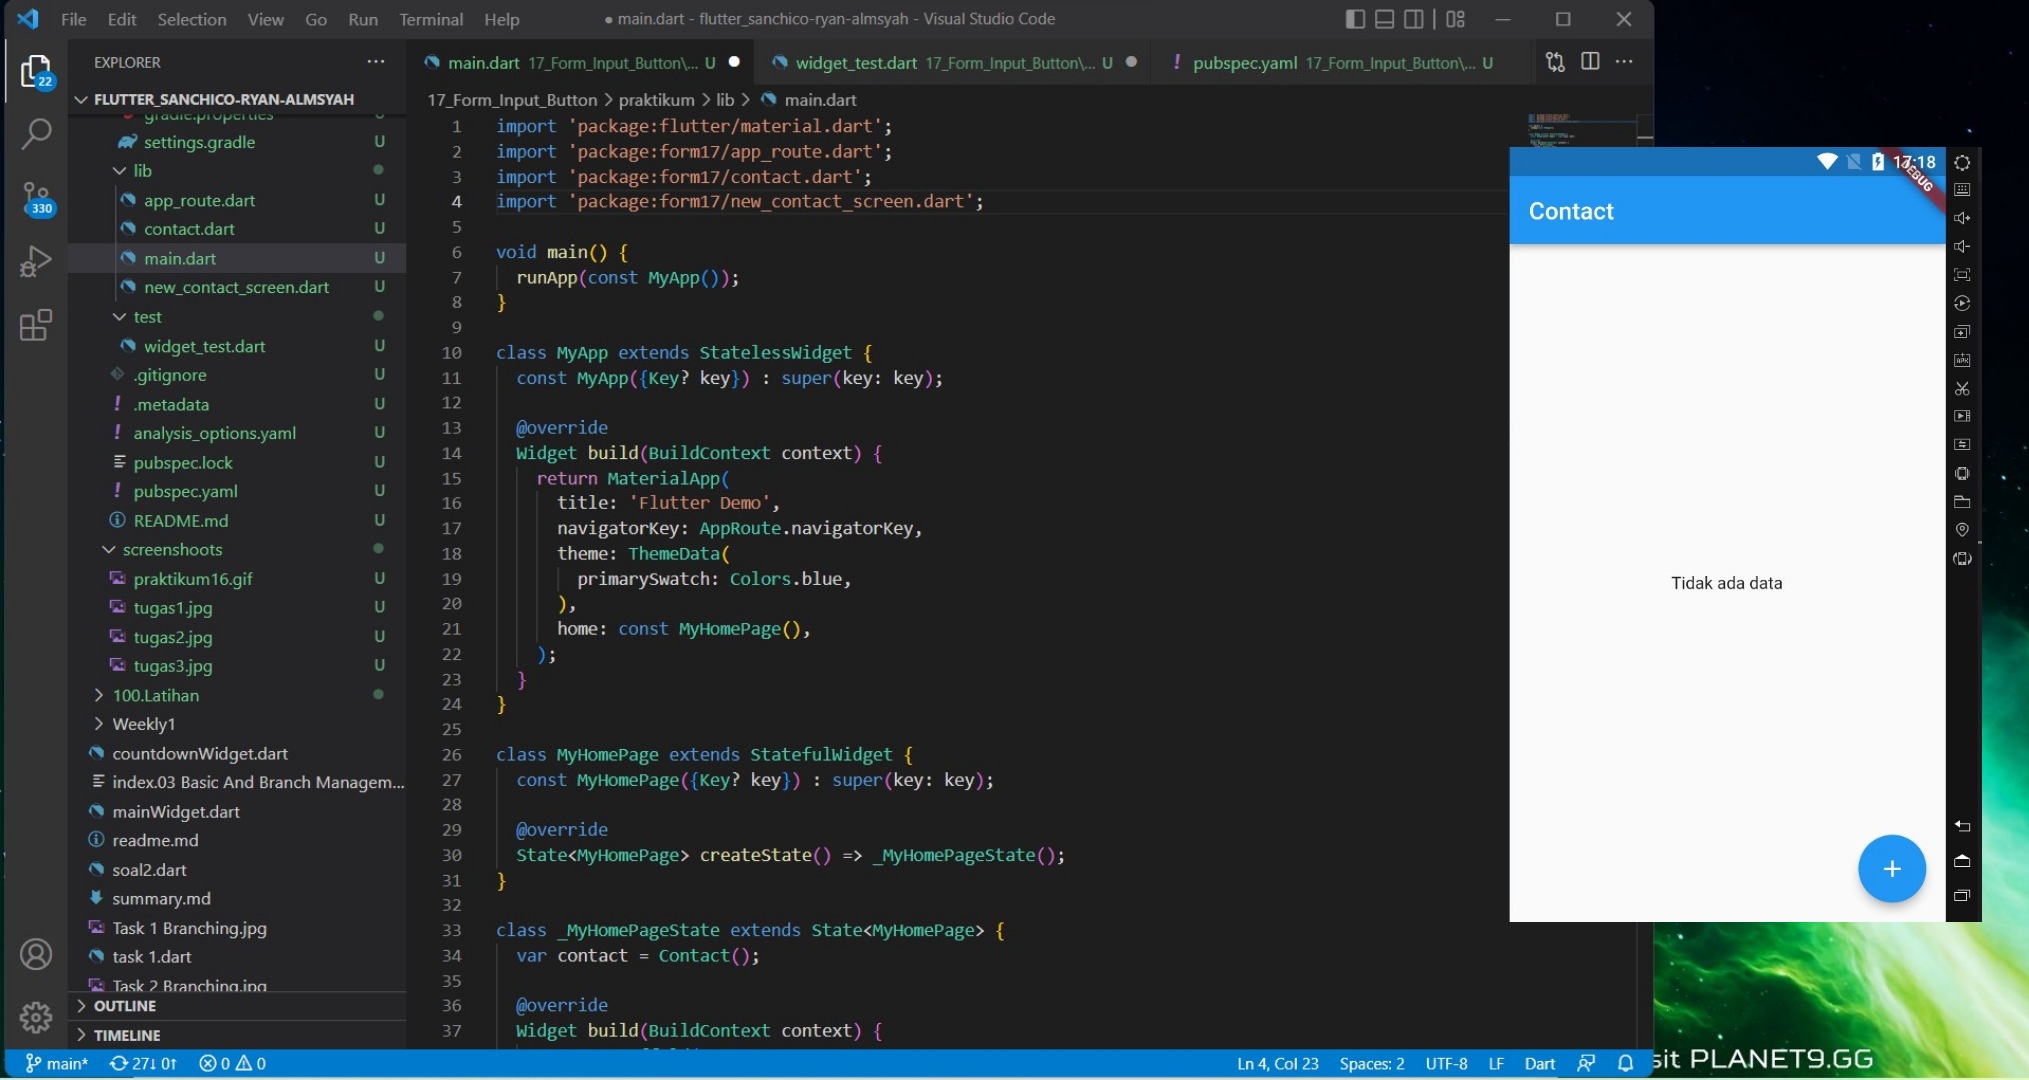 File Edit Selection View Go Run Terminal Help
● main.dart - flutter_sanchico-ryan-almsyah - Visual Studio Code
22
330
EXPLORER ···
FLUTTER_SANCHICO-RYAN-ALMSYAH
gradle.properties U
settings.gradle U
lib
app_route.dart U
contact.dart U
main.dart U
new_contact_screen.dart U
test
widget_test.dart U
.gitignore U
! .metadata U
! analysis_options.yaml U
pubspec.lock U
! pubspec.yaml U
README.md U
screenshoots
praktikum16.gif U
tugas1.jpg U
tugas2.jpg U
tugas3.jpg U
100.Latihan
Weekly1
countdownWidget.dart
index.03 Basic And Branch Managem...
mainWidget.dart
readme.md
soal2.dart
summary.md
Task 1 Branching.jpg
task 1.dart
Task 2 Branching.jpg
OUTLINE
TIMELINE
main.dart 17_Form_Input_Button\... U ●
widget_test.dart 17_Form_Input_Button\... U ●
! pubspec.yaml 17_Form_Input_Button\... U
17_Form_Input_Button > praktikum > lib > main.dart
1 import 'package:flutter/material.dart';
2 import 'package:form17/app_route.dart';
3 import 'package:form17/contact.dart';
4 import 'package:form17/new_contact_screen.dart';
5
6 void main() {
7 runApp(const MyApp());
8 }
9
10 class MyApp extends StatelessWidget {
11 const MyApp({Key? key}) : super(key: key);
12
13 @override
14 Widget build(BuildContext context) {
15 return MaterialApp(
16 title: 'Flutter Demo',
17 navigatorKey: AppRoute.navigatorKey,
18 theme: ThemeData(
19 primarySwatch: Colors.blue,
20 ),
21 home: const MyHomePage(),
22 );
23 }
24 }
25
26 class MyHomePage extends StatefulWidget {
27 const MyHomePage({Key? key}) : super(key: key);
28
29 @override
30 State<MyHomePage> createState() => _MyHomePageState();
31 }
32
33 class _MyHomePageState extends State<MyHomePage> {
34 var contact = Contact();
35
36 @override
37 Widget build(BuildContext context) {
17:18
DEBUG
Contact
Tidak ada data
+
APK
main* 27↓ 0↑ 0 0
Ln 4, Col 23 Spaces: 2 UTF-8 LF Dart
sit PLANET9.GG